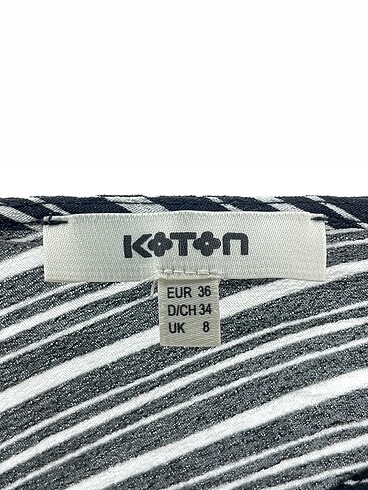 KOTON
EUR 36
D/CH 34
UK 8